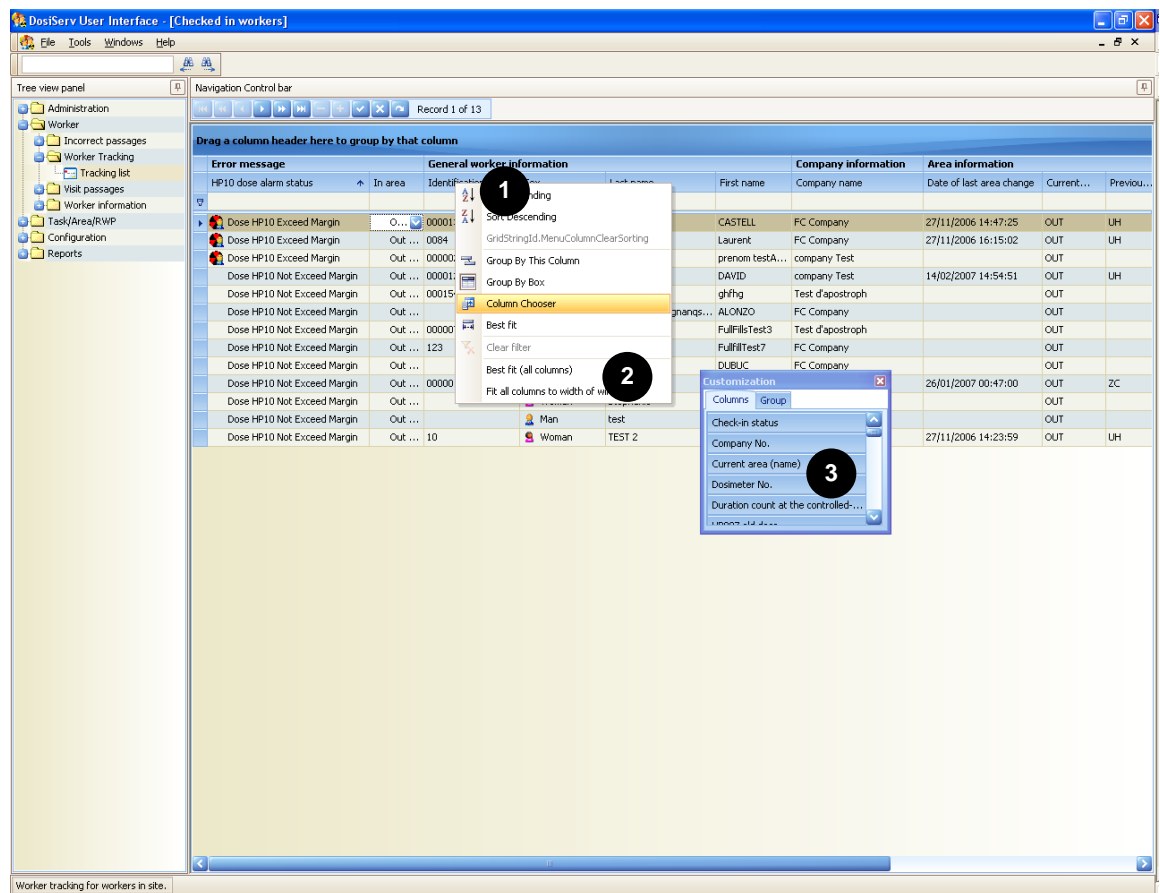 DosiServ User Interface - [Checked in workers]
File Tools Windows Help
Tree view panel
Navigation Control bar
Administration
Worker
Incorrect passages
Worker Tracking
Tracking list
Visit passages
Worker information
Task/Area/RWP
Configuration
Reports
Record 1 of 13
Drag a column header here to group by that column
Error message General worker information Company information Area information
HP10 dose alarm status In area First name Company name Date of last area change Current... Previou...
Dose HP10 Exceed Margin O... CASTELL FC Company 27/11/2006 14:47:25 OUT UH
Dose HP10 Exceed Margin Out ... 0084 Laurent FC Company 27/11/2006 16:15:02 OUT UH
Dose HP10 Exceed Margin Out ... prenom testA... company Test OUT
Dose HP10 Not Exceed Margin Out ... DAVID company Test 14/02/2007 14:54:51 OUT UH
Dose HP10 Not Exceed Margin Out ... ghfhg Test d'apostroph OUT
Dose HP10 Not Exceed Margin Out ... gnanqs... ALONZO FC Company OUT
Dose HP10 Not Exceed Margin Out ... FullFillsTest3 Test d'apostroph OUT
Dose HP10 Not Exceed Margin Out ... 123 FullfillTest7 FC Company OUT
Dose HP10 Not Exceed Margin Out ... DUBUC FC Company OUT
Dose HP10 Not Exceed Margin Out ... 00000 26/01/2007 00:47:00 OUT ZC
Dose HP10 Not Exceed Margin Out ... OUT
Dose HP10 Not Exceed Margin Out ... Man test OUT
Dose HP10 Not Exceed Margin Out ... 10 Woman TEST 2 27/11/2006 14:23:59 OUT UH
1
Sort Descending
GridStringId.MenuColumnClearSorting
Group By This Column
Group By Box
Column Chooser
Best fit
Clear filter
Best fit (all columns)
Fit all columns to width of wi
2
Customization
Columns Group
Check-in status
Company No.
Current area (name)
Dosimeter No.
Duration count at the controlled-...
3
Worker tracking for workers in site.